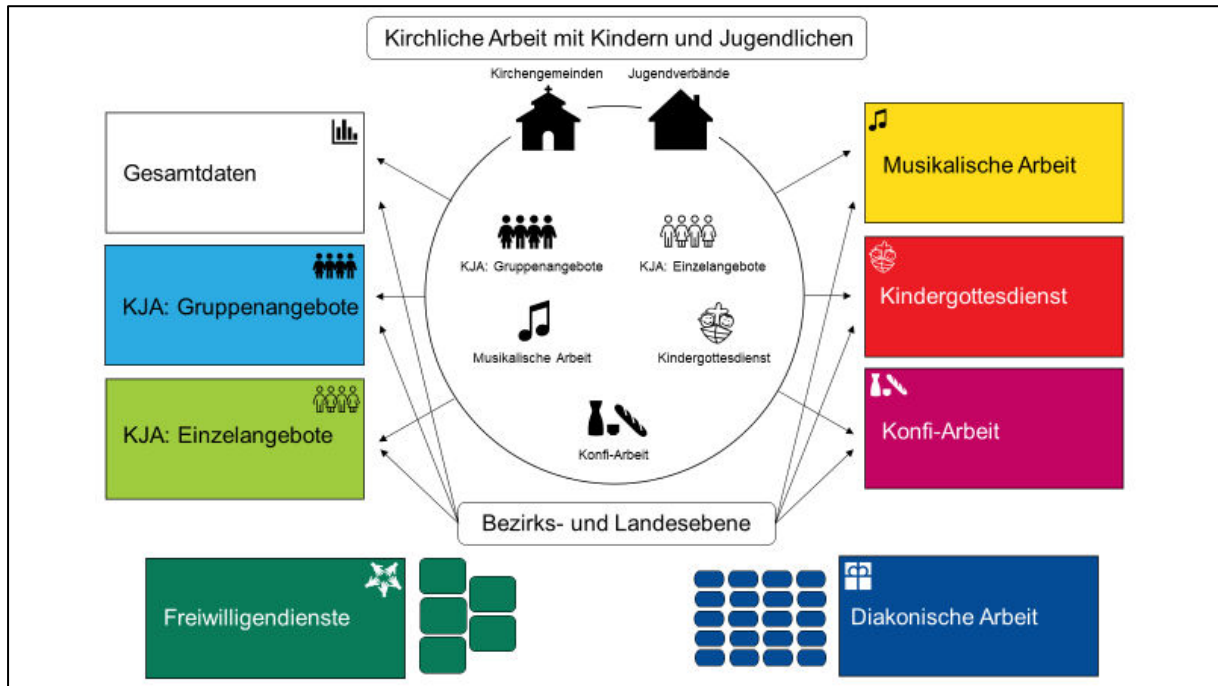 Kirchliche Arbeit mit Kindern und Jugendlichen
Kirchengemeinden
Jugendverbände
Gesamtdaten
KJA: Gruppenangebote
KJA: Einzelangebote
KJA: Gruppenangebote
KJA: Einzelangebote
Musikalische Arbeit
Kindergottesdienst
Konfi-Arbeit
Musikalische Arbeit
Kindergottesdienst
Konfi-Arbeit
Bezirks- und Landesebene
Freiwilligendienste
Diakonische Arbeit